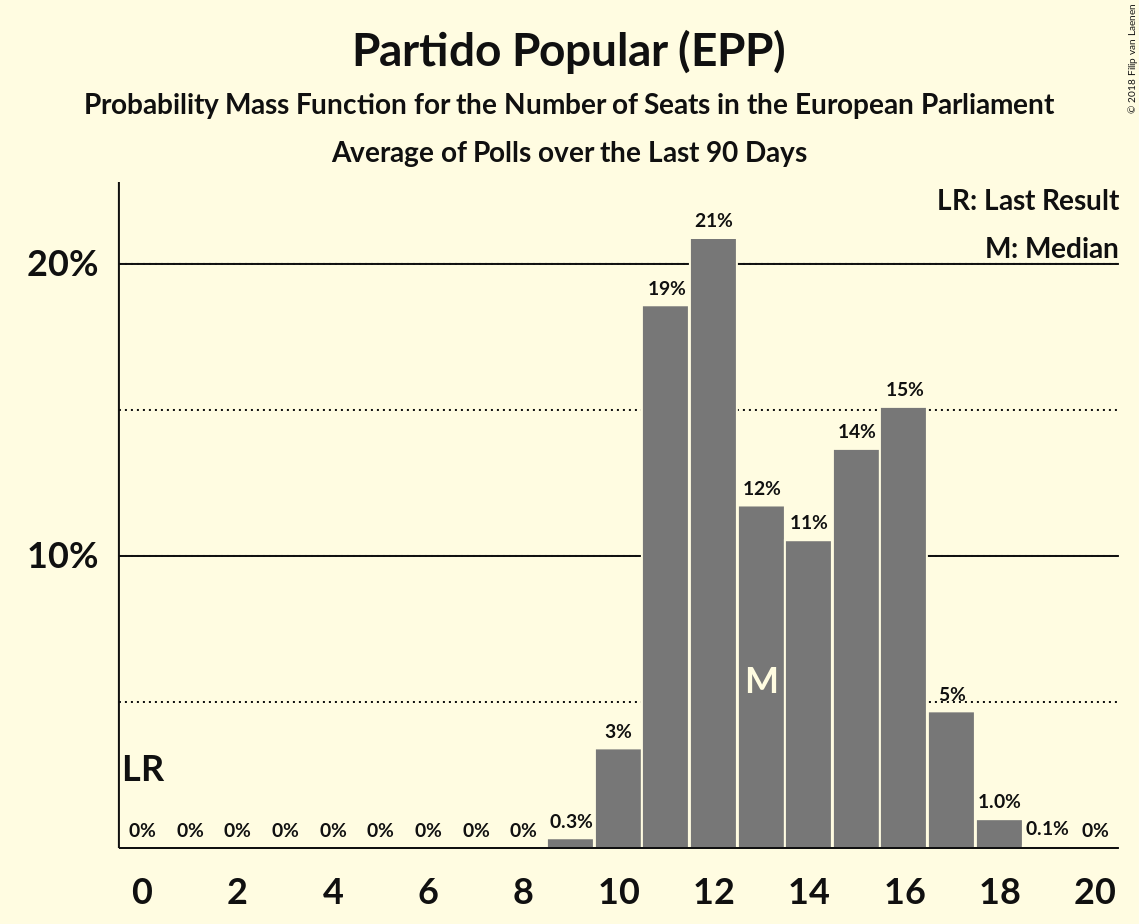 Partido Popular (EPP)
Probability Mass Function for the Number of Seats in the European Parliament
Average of Polls over the Last 90 Days
© 2018 Filip van Laenen
LR: Last Result
M: Median
20%
10%
21%
19%
15%
14%
12%
11%
M
5%
3%
LR
1.0%
0% 0% 0% 0% 0% 0% 0% 0% 0% 0.3% 0.1% 0%
0 2 4 6 8 10 12 14 16 18 20